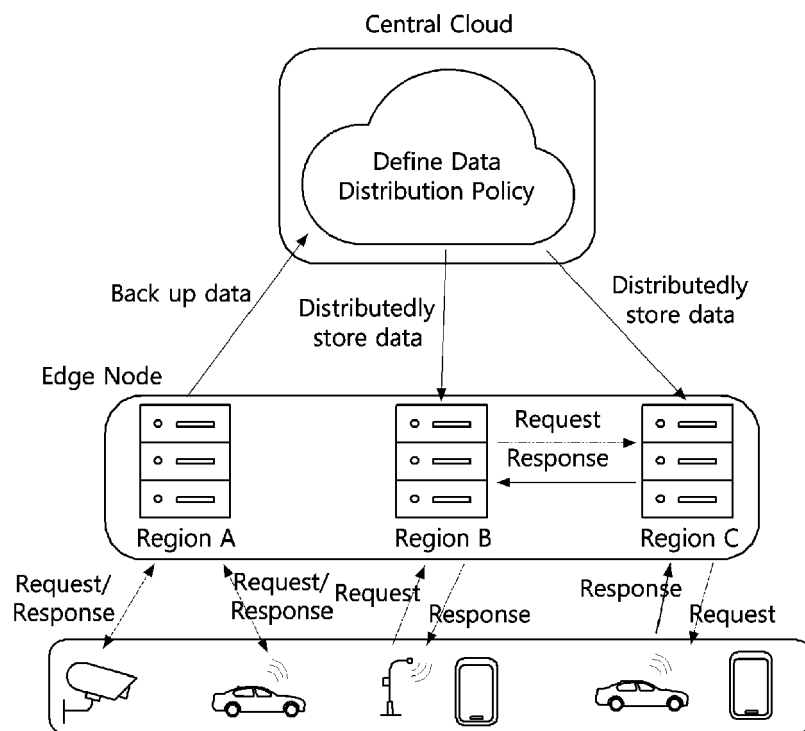 Central Cloud
Define Data
Distribution Policy
Back up data
Distributedly
store data
Distributedly
store data
Edge Node
Request
Response
Region A
Region B
Region C
Request/
Response
Request/
Response
Request
Response
Response
Request